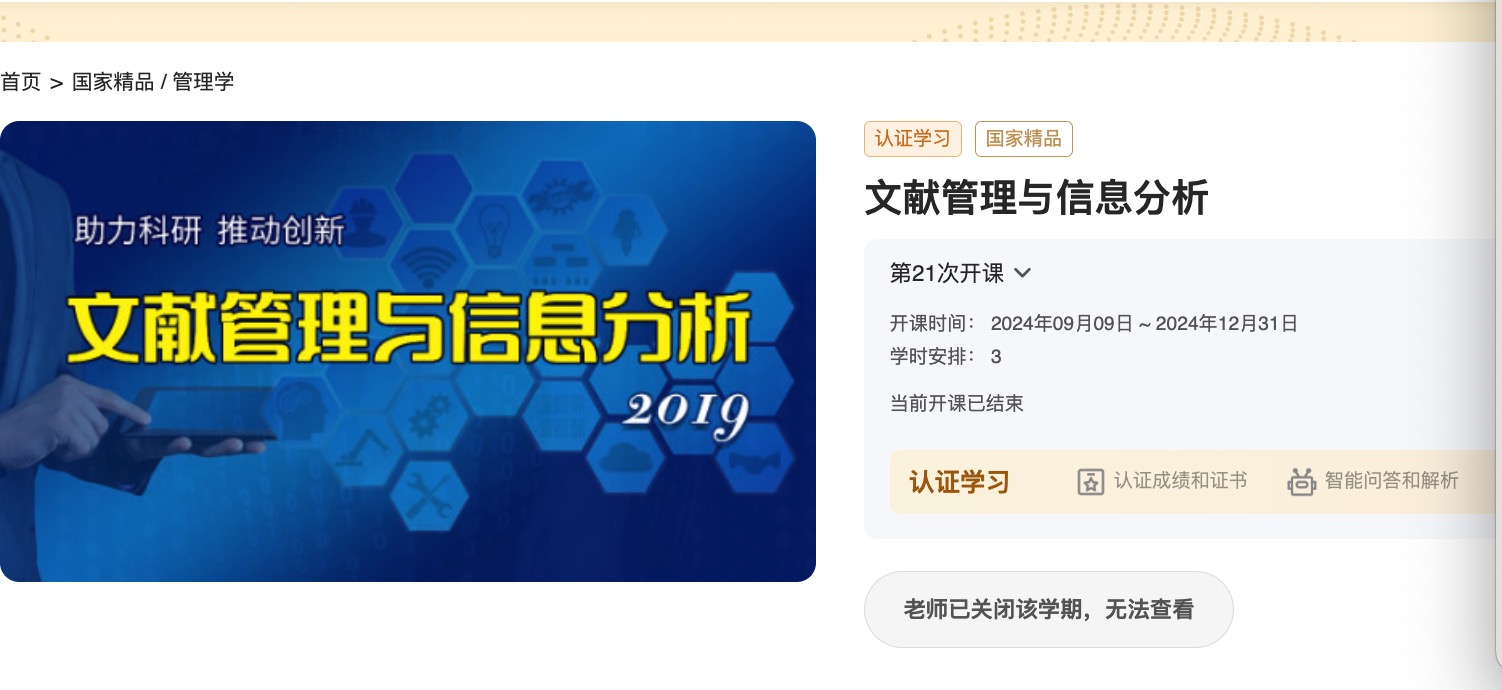 首页 > 国家精品 / 管理学
助力科研 推动创新
文献管理与信息分析
2019
认证学习 国家精品
文献管理与信息分析
第21次开课
开课时间： 2024年09月09日 ~ 2024年12月31日
学时安排： 3
当前开课已结束
认证学习 认证成绩和证书 智能问答和解析
老师已关闭该学期，无法查看